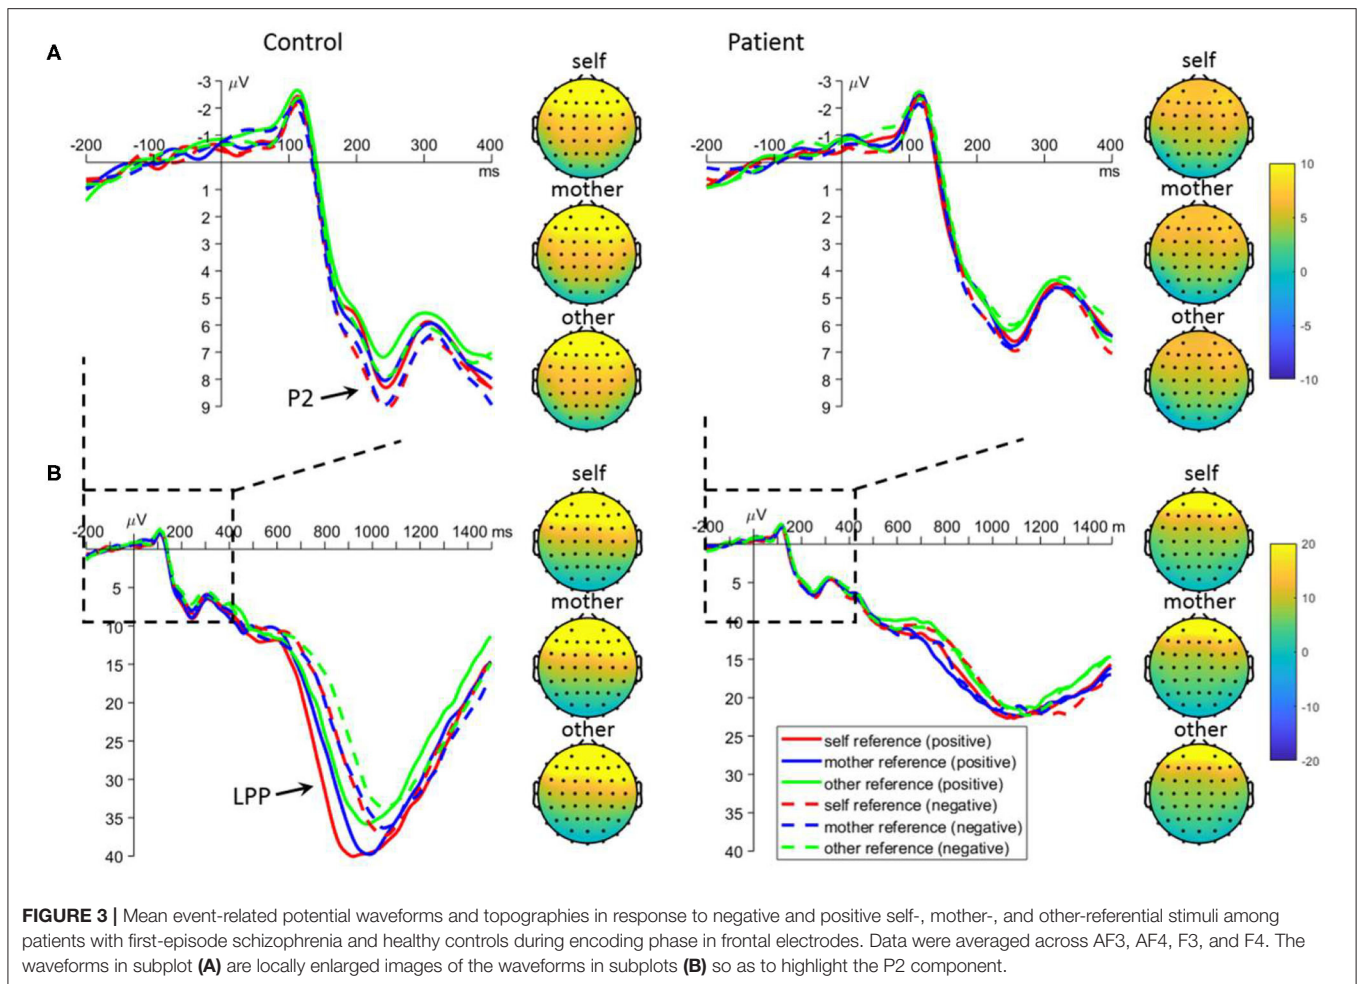 Control
Patient
A
self
mother
other
-3
-2
-1
1
2
3
4
5
6
7
8
9
µV
-200
-100
100
200
300
400
ms
P2
-3
-2
-1
1
2
3
4
5
6
7
8
9
µV
-200
-100
100
200
300
400
ms
self
mother
other
10
5
0
-5
-10
B
µV
-200
200
400
600
800
1000
1200
1400 ms
5
10
15
20
25
30
35
40
LPP
self
mother
other
µV
-200
200
400
600
800
1000
1200
1400 m
5
10
15
20
25
30
35
40
self reference (positive)
mother reference (positive)
other reference (positive)
self reference (negative)
mother reference (negative)
other reference (negative)
self
mother
other
20
10
0
-10
-20
FIGURE 3 | Mean event-related potential waveforms and topographies in response to negative and positive self-, mother-, and other-referential stimuli among
patients with first-episode schizophrenia and healthy controls during encoding phase in frontal electrodes. Data were averaged across AF3, AF4, F3, and F4. The
waveforms in subplot (A) are locally enlarged images of the waveforms in subplots (B) so as to highlight the P2 component.